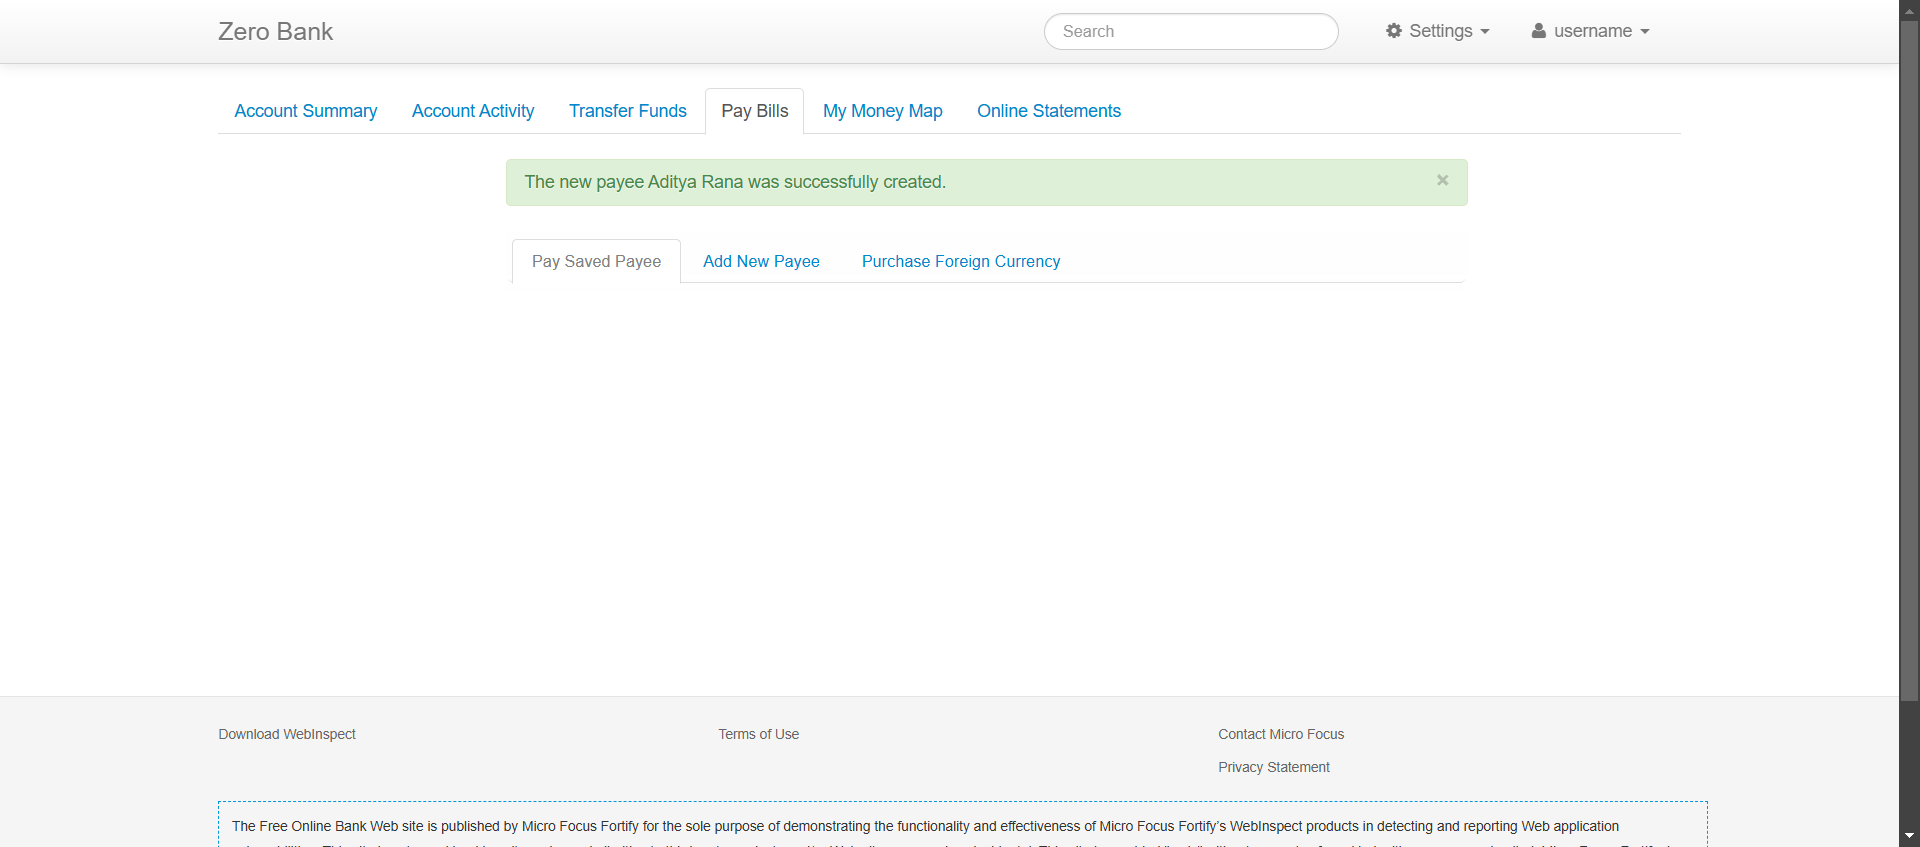 Zero Bank
Search
Settings
username
Account Summary
Account Activity
Transfer Funds
Pay Bills
My Money Map
Online Statements
The new payee Aditya Rana was successfully created.
×
Pay Saved Payee
Add New Payee
Purchase Foreign Currency
Download WebInspect
Terms of Use
Contact Micro Focus
Privacy Statement
The Free Online Bank Web site is published by Micro Focus Fortify for the sole purpose of demonstrating the functionality and effectiveness of Micro Focus Fortify's WebInspect products in detecting and reporting Web application